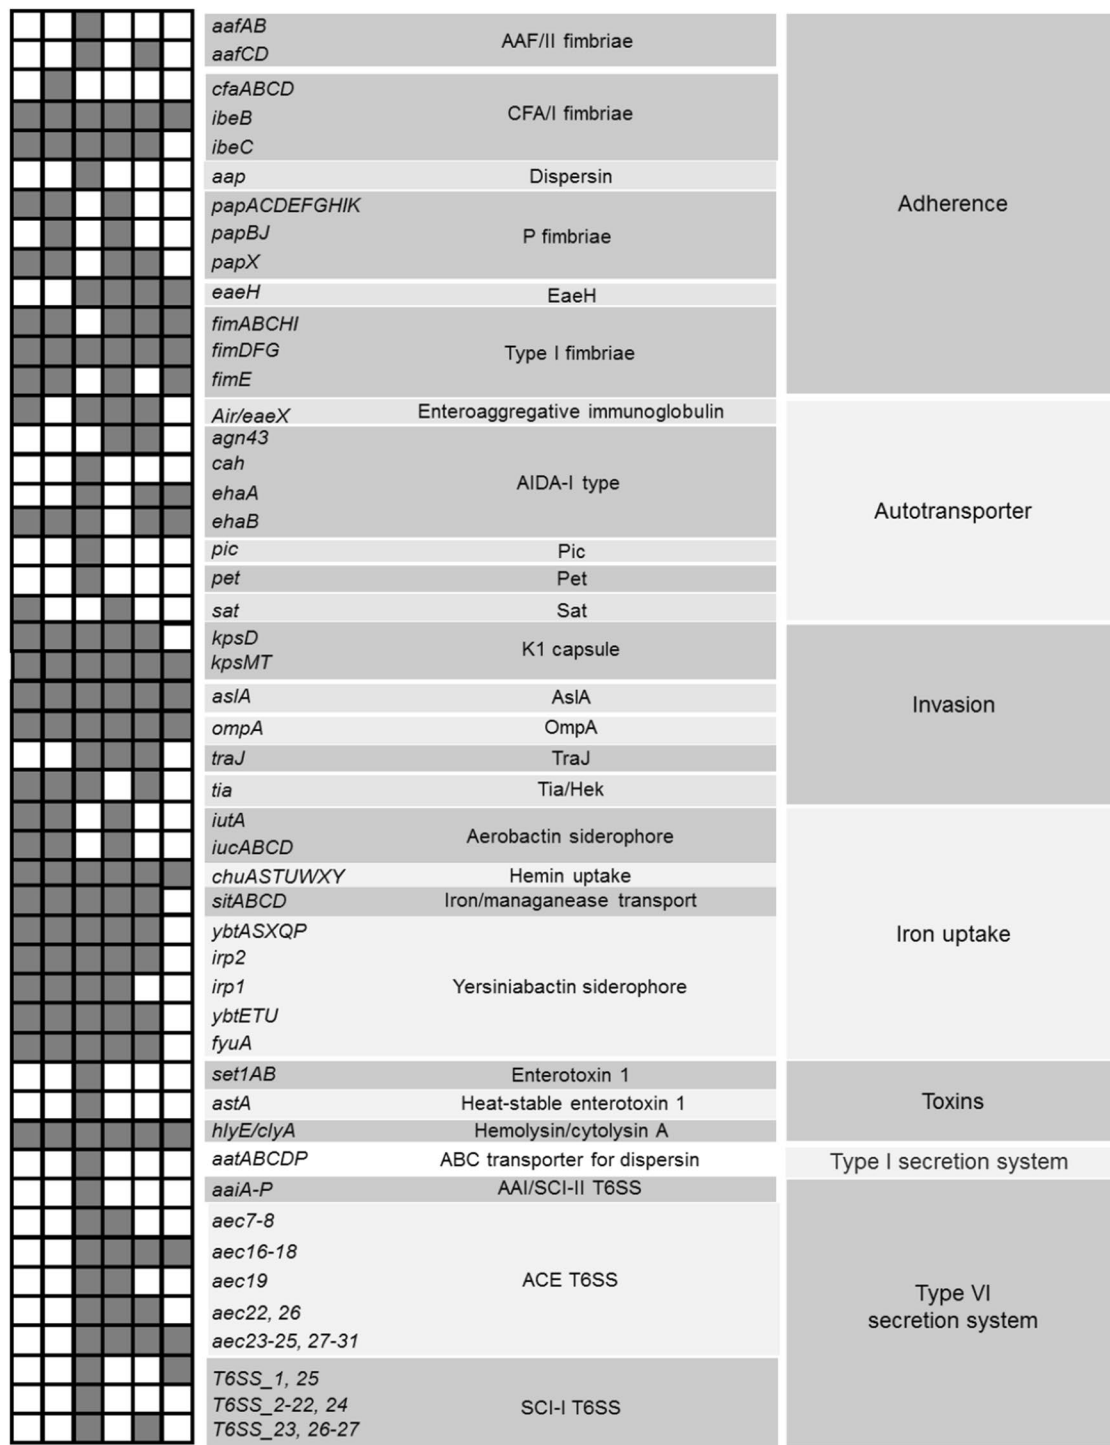 aafAB
aafCD
AAF/II fimbriae
cfaABCD
ibeB
ibeC
CFA/I fimbriae
aap
Dispersin
papACDEFGHIK
papBJ
papX
P fimbriae
eaeH
EaeH
fimABCHI
fimDFG
fimE
Type I fimbriae
Adherence
Air/eaeX
Enteroaggregative immunoglobulin
agn43
cah
ehaA
ehaB
AIDA-I type
pic
Pic
pet
Pet
sat
Sat
Autotransporter
kpsD
kpsMT
K1 capsule
aslA
AslA
ompA
OmpA
traJ
TraJ
tia
Tia/Hek
Invasion
iutA
iucABCD
Aerobactin siderophore
chuASTUWXY
Hemin uptake
sitABCD
Iron/managanease transport
ybtASXQP
irp2
irp1
ybtETU
fyuA
Yersiniabactin siderophore
Iron uptake
set1AB
Enterotoxin 1
astA
Heat-stable enterotoxin 1
hlyE/clyA
Hemolysin/cytolysin A
Toxins
aatABCDP
ABC transporter for dispersin
Type I secretion system
aaiA-P
AAI/SCI-II T6SS
aec7-8
aec16-18
aec19
aec22, 26
aec23-25, 27-31
ACE T6SS
T6SS_1, 25
T6SS_2-22, 24
T6SS_23, 26-27
SCI-I T6SS
Type VI
secretion system